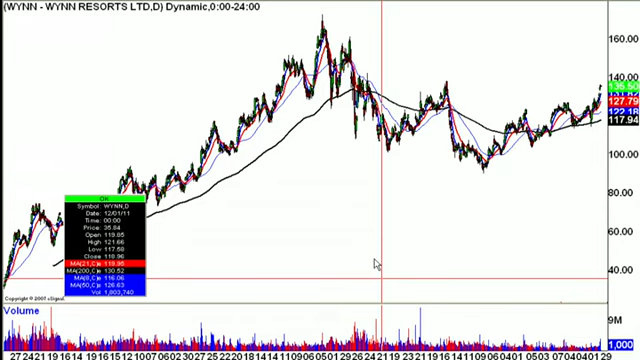 (WYNN - WYNN RESORTS LTD,D) Dynamic,0:00-24:00
160.00
140.00
135.50
127.79
122.18
117.94
100.00
80.00
60.00
40.00
OK
Symbol: WYNN,D
Date: 12/01/11
Time: 00:00
Price: 35.84
Open 119.85
High 121.66
Low 117.58
Close 118.96
MA(21,C)= 119.95
MA(200,C)= 130.52
MA(8,C)= 116.06
MA(50,C)= 126.63
Vol 1,803,740
Copyright © 2007 eSignal.
Volume
9M
1,000